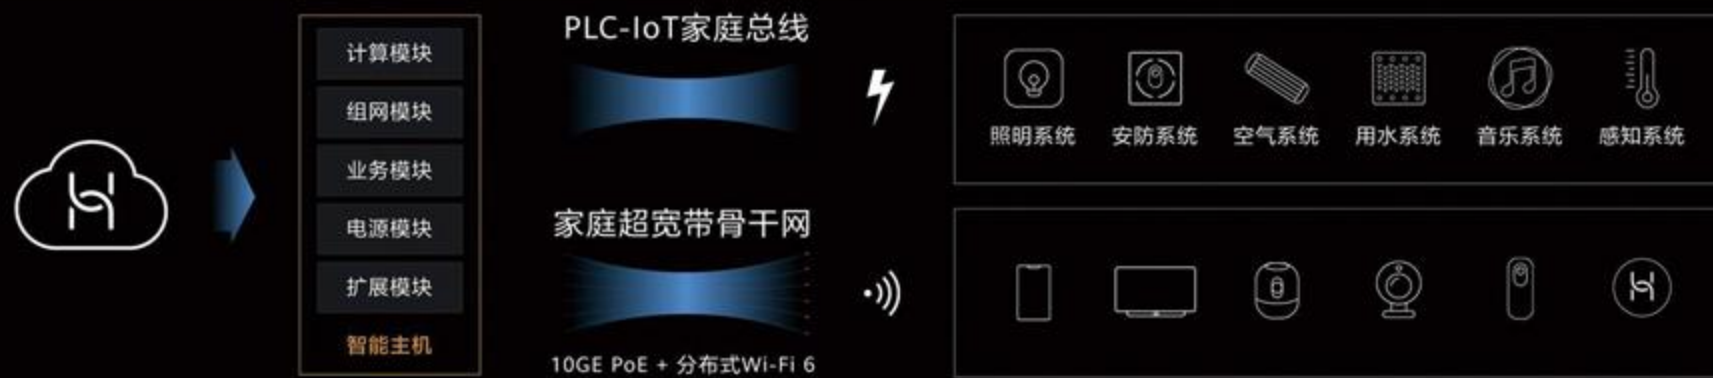 计算模块
组网模块
业务模块
电源模块
扩展模块
智能主机
PLC-IoT家庭总线
家庭超宽带骨干网
10GE PoE + 分布式Wi-Fi 6
照明系统
安防系统
空气系统
用水系统
音乐系统
感知系统